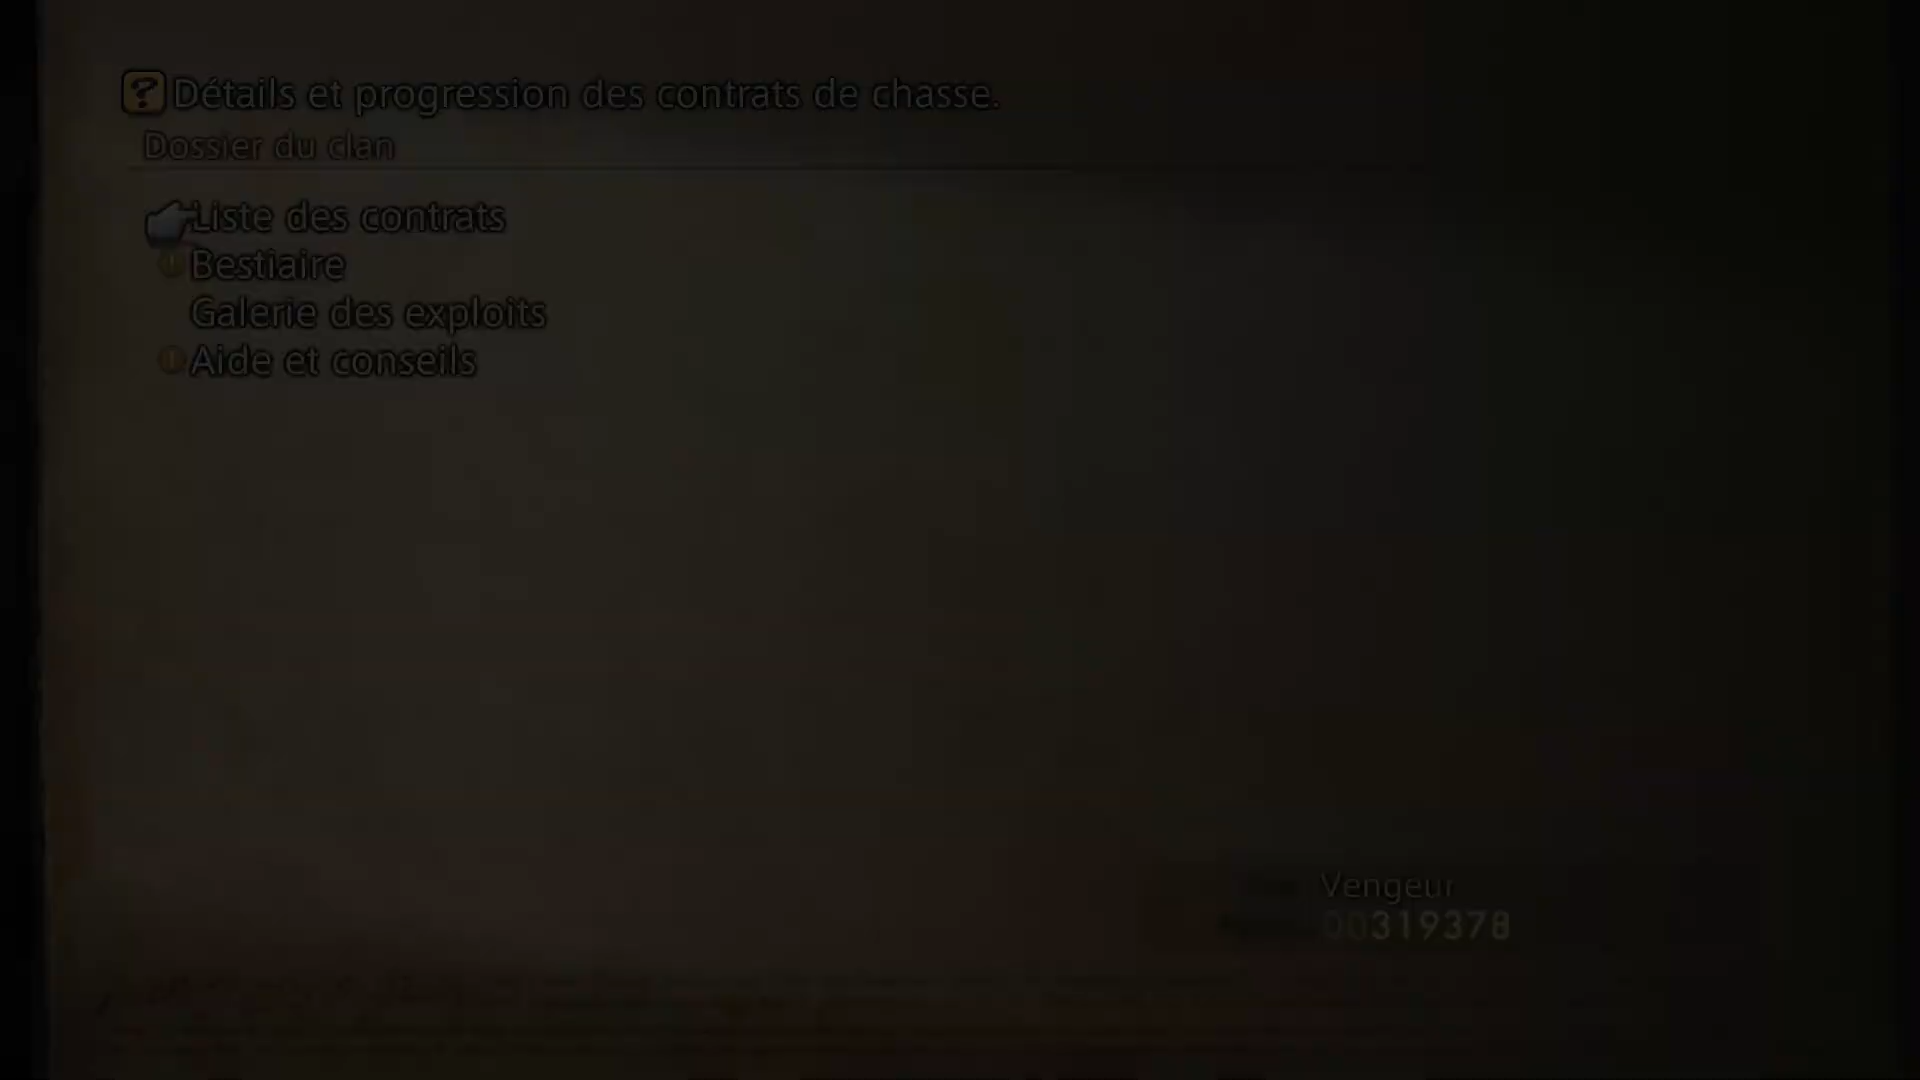 Détails et progression des contrats de chasse.
Dossier du clan
Liste des contrats
Bestiaire
Galerie des exploits
Aide et conseils
Vengeur
00319378